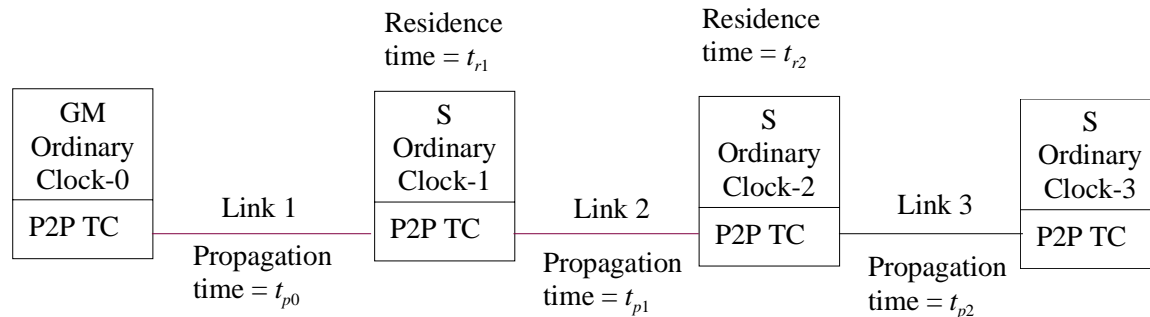 Residence
time = t_r1
Residence
time = t_r2
GM
Ordinary
Clock-0
P2P TC
Link 1
Propagation
time = t_p0
S
Ordinary
Clock-1
P2P TC
Link 2
Propagation
time = t_p1
S
Ordinary
Clock-2
P2P TC
Link 3
Propagation
time = t_p2
S
Ordinary
Clock-3
P2P TC